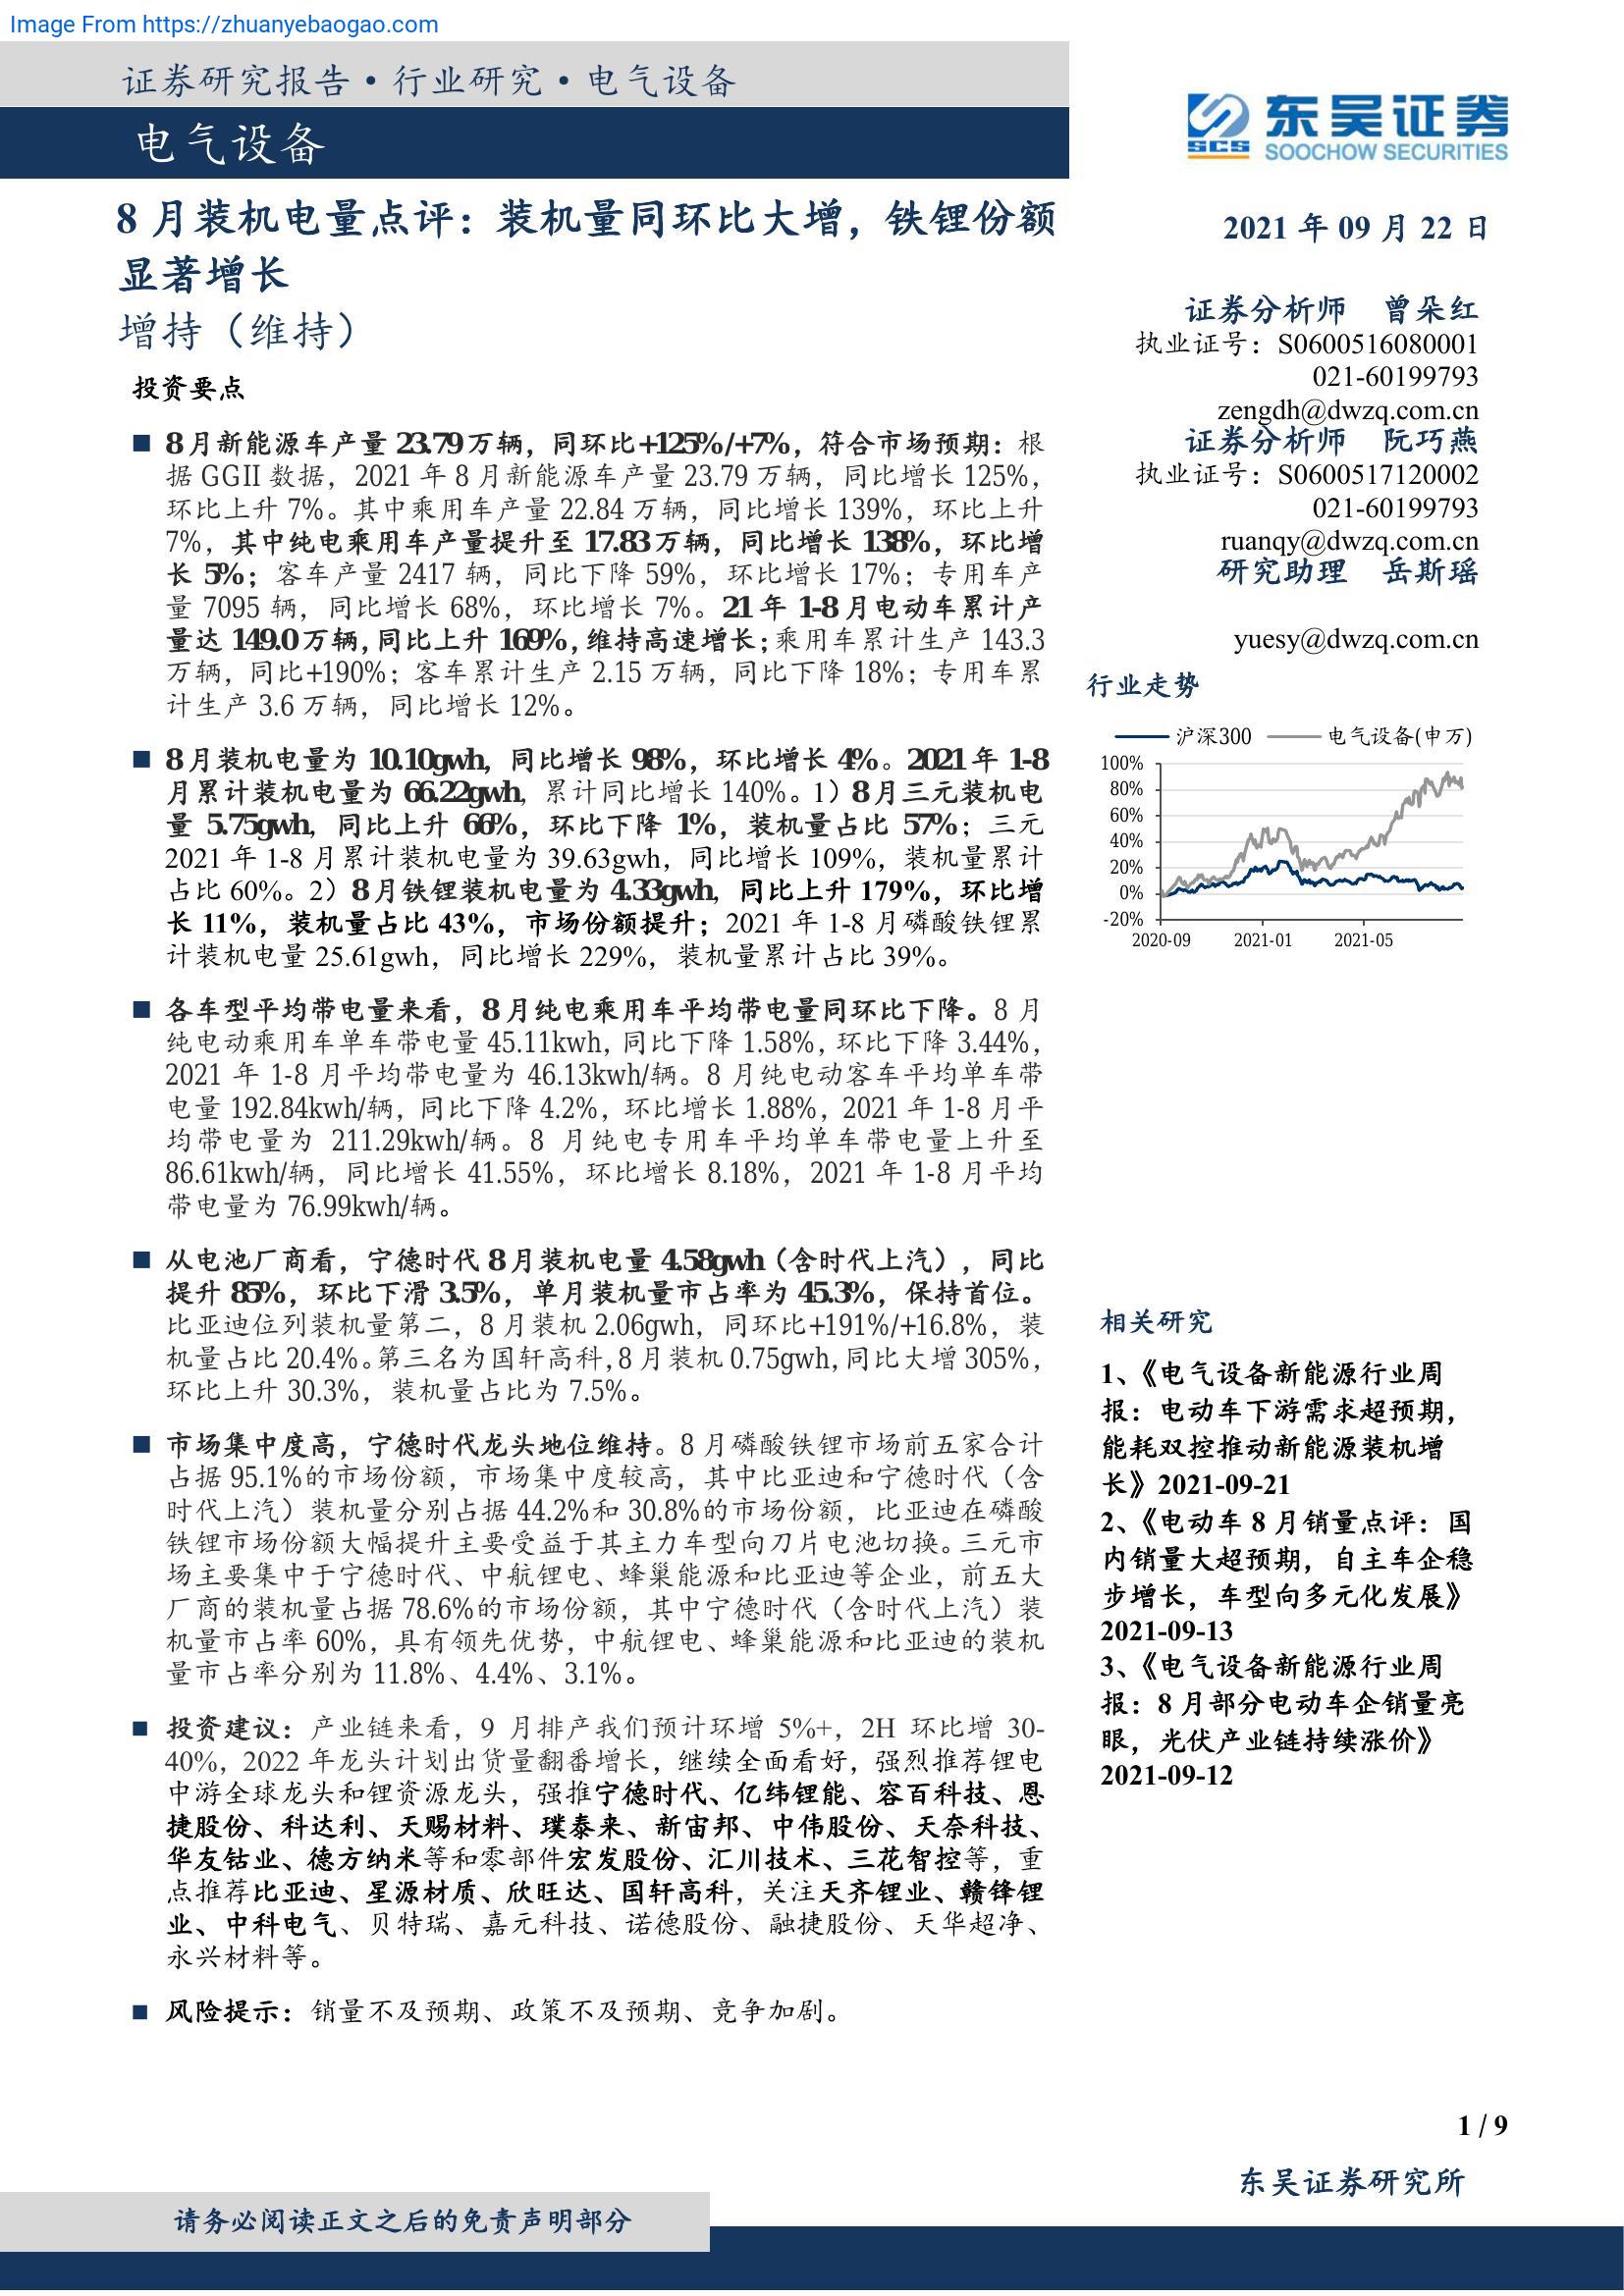 Image From https://zhuanyebaogao.com
证券研究报告·行业研究·电气设备
电气设备
东吴证券
SCS
SOOCHOW SECURITIES
8 月装机电量点评：装机量同环比大增，铁锂份额
显著增长
增持（维持）
投资要点
■ 8 月新能源车产量 23.79 万辆，同环比+125%/+7%，符合市场预期：根
据 GGII 数据，2021 年 8 月新能源车产量 23.79 万辆，同比增长 125%，
环比上升 7%。其中乘用车产量 22.84 万辆，同比增长 139%，环比上升
7%，其中纯电乘用车产量提升至 17.83 万辆，同比增长 138%，环比增
长 5%；客车产量 2417 辆，同比下降 59%，环比增长 17%；专用车产
量 7095 辆，同比增长 68%，环比增长 7%。21 年 1-8 月电动车累计产
量达 149.0 万辆，同比上升 169%，维持高速增长；乘用车累计生产 143.3
万辆，同比+190%；客车累计生产 2.15 万辆，同比下降 18%；专用车累
计生产 3.6 万辆，同比增长 12%。
■ 8 月装机电量为 10.10gwh，同比增长 98%，环比增长 4%。2021 年 1-8
月累计装机电量为 66.22gwh，累计同比增长 140%。1）8 月三元装机电
量 5.75gwh，同比上升 66%，环比下降 1%，装机量占比 57%；三元
2021 年 1-8 月累计装机电量为 39.63gwh，同比增长 109%，装机量累计
占比 60%。2）8 月铁锂装机电量为 4.33gwh，同比上升 179%，环比增
长 11%，装机量占比 43%，市场份额提升；2021 年 1-8 月磷酸铁锂累
计装机电量 25.61gwh，同比增长 229%，装机量累计占比 39%。
■ 各车型平均带电量来看，8 月纯电乘用车平均带电量同环比下降。8 月
纯电动乘用车单车带电量 45.11kwh，同比下降 1.58%，环比下降 3.44%，
2021 年 1-8 月平均带电量为 46.13kwh/辆。8 月纯电动客车平均单车带
电量 192.84kwh/辆，同比下降 4.2%，环比增长 1.88%，2021 年 1-8 月平
均带电量为 211.29kwh/辆。8 月纯电专用车平均单车带电量上升至
86.61kwh/辆，同比增长 41.55%，环比增长 8.18%，2021 年 1-8 月平均
带电量为 76.99kwh/辆。
■ 从电池厂商看，宁德时代 8 月装机电量 4.58gwh（含时代上汽），同比
提升 85%，环比下滑 3.5%，单月装机量市占率为 45.3%，保持首位。
比亚迪位列装机量第二，8 月装机 2.06gwh，同环比+191%/+16.8%，装
机量占比 20.4%。第三名为国轩高科，8 月装机 0.75gwh，同比大增 305%，
环比上升 30.3%，装机量占比为 7.5%。
■ 市场集中度高，宁德时代龙头地位维持。8 月磷酸铁锂市场前五家合计
占据 95.1%的市场份额，市场集中度较高，其中比亚迪和宁德时代（含
时代上汽）装机量分别占据 44.2%和 30.8%的市场份额，比亚迪在磷酸
铁锂市场份额大幅提升主要受益于其主力车型向刀片电池切换。三元市
场主要集中于宁德时代、中航锂电、蜂巢能源和比亚迪等企业，前五大
厂商的装机量占据 78.6%的市场份额，其中宁德时代（含时代上汽）装
机量市占率 60%，具有领先优势，中航锂电、蜂巢能源和比亚迪的装机
量市占率分别为 11.8%、4.4%、3.1%。
■ 投资建议：产业链来看，9 月排产我们预计环增 5%+，2H 环比增 30-
40%，2022 年龙头计划出货量翻番增长，继续全面看好，强烈推荐锂电
中游全球龙头和锂资源龙头，强推宁德时代、亿纬锂能、容百科技、恩
捷股份、科达利、天赐材料、璞泰来、新宙邦、中伟股份、天奈科技、
华友钴业、德方纳米等和零部件宏发股份、汇川技术、三花智控等，重
点推荐比亚迪、星源材质、欣旺达、国轩高科，关注天齐锂业、赣锋锂
业、中科电气、贝特瑞、嘉元科技、诺德股份、融捷股份、天华超净、
永兴材料等。
■ 风险提示：销量不及预期、政策不及预期、竞争加剧。
2021 年 09 月 22 日
证券分析师 曾朵红
执业证号：S0600516080001
021-60199793
zengdh@dwzq.com.cn
证券分析师 阮巧燕
执业证号：S0600517120002
021-60199793
ruanqy@dwzq.com.cn
研究助理 岳斯瑶
yuesy@dwzq.com.cn
行业走势
沪深300 电气设备(申万)
100%
80%
60%
40%
20%
0%
-20%
2020-09 2021-01 2021-05
相关研究
1、《电气设备新能源行业周
报：电动车下游需求超预期，
能耗双控推动新能源装机增
长》2021-09-21
2、《电动车 8 月销量点评：国
内销量大超预期，自主车企稳
步增长，车型向多元化发展》
2021-09-13
3、《电气设备新能源行业周
报：8 月部分电动车企销量亮
眼，光伏产业链持续涨价》
2021-09-12
1 / 9
东吴证券研究所
请务必阅读正文之后的免责声明部分